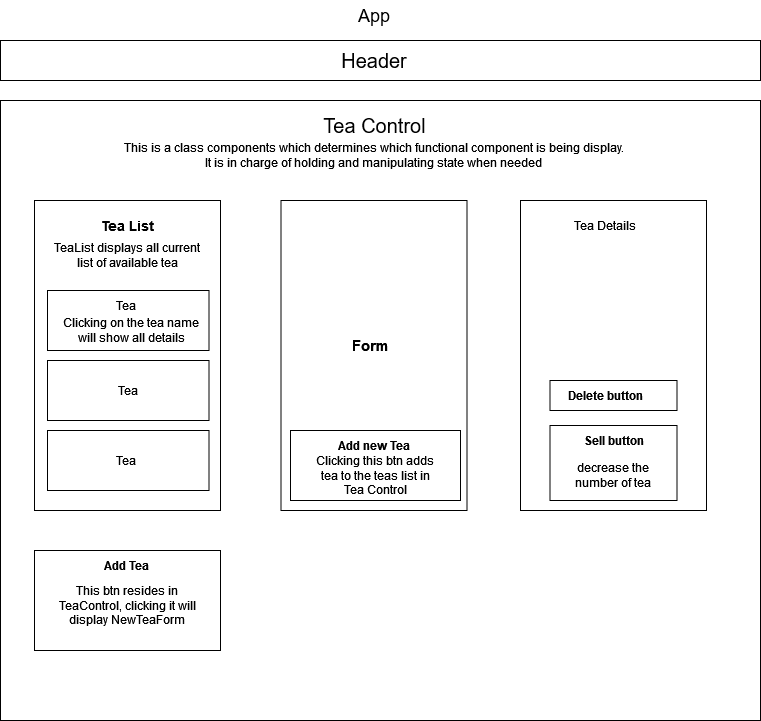 App
Header
Tea Control
This is a class components which determines which functional component is being display.
It is in charge of holding and manipulating state when needed
Tea List
TeaList displays all current
list of available tea
Tea
Clicking on the tea name
will show all details
Tea
Tea
Form
Add new Tea
Clicking this btn adds
tea to the teas list in
Tea Control
Tea Details
Delete button
Sell button
decrease the
number of tea
Add Tea
This btn resides in
TeaControl, clicking it will
display NewTeaForm